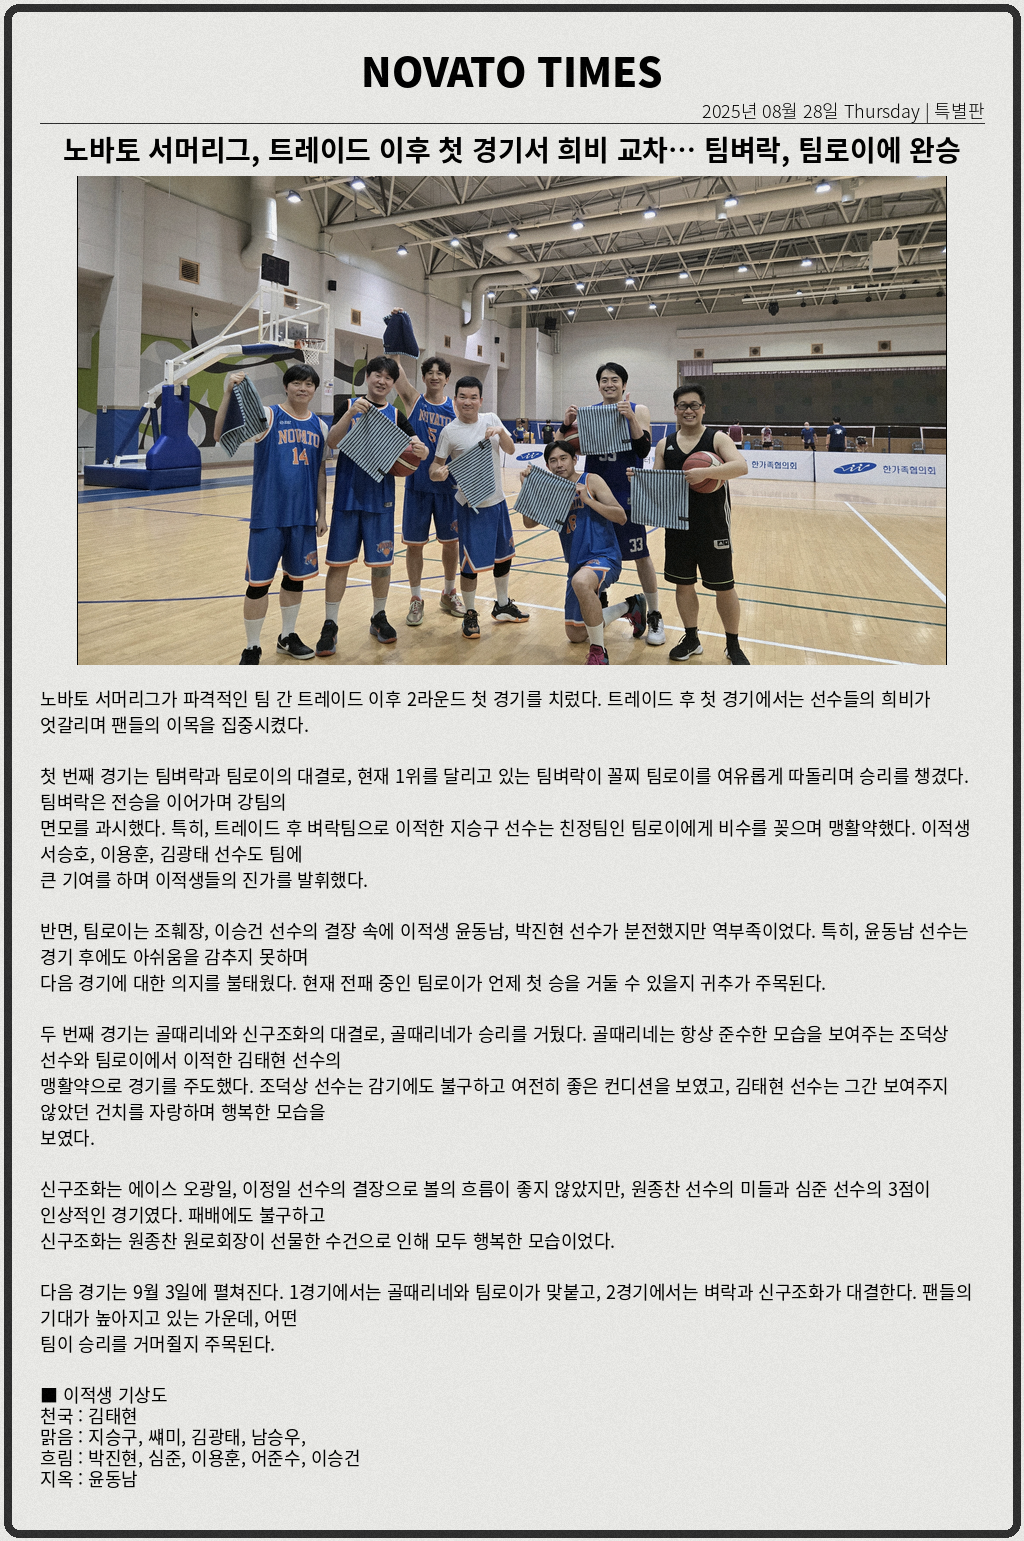 NOVATO TIMES
2025년 08월 28일 Thursday | 특별판
노바토 서머리그, 트레이드 이후 첫 경기서 희비 교차… 팀벼락, 팀로이에 완승
NOVATO
14
NOVATO
33
33
한가족협의회
한가족협의회
노바토 서머리그가 파격적인 팀 간 트레이드 이후 2라운드 첫 경기를 치렀다. 트레이드 후 첫 경기에서는 선수들의 희비가
엇갈리며 팬들의 이목을 집중시켰다.
첫 번째 경기는 팀벼락과 팀로이의 대결로, 현재 1위를 달리고 있는 팀벼락이 꼴찌 팀로이를 여유롭게 따돌리며 승리를 챙겼다.
팀벼락은 전승을 이어가며 강팀의
면모를 과시했다. 특히, 트레이드 후 벼락팀으로 이적한 지승구 선수는 친정팀인 팀로이에게 비수를 꽂으며 맹활약했다. 이적생
서승호, 이용훈, 김광태 선수도 팀에
큰 기여를 하며 이적생들의 진가를 발휘했다.
반면, 팀로이는 조훼장, 이승건 선수의 결장 속에 이적생 윤동남, 박진현 선수가 분전했지만 역부족이었다. 특히, 윤동남 선수는
경기 후에도 아쉬움을 감추지 못하며
다음 경기에 대한 의지를 불태웠다. 현재 전패 중인 팀로이가 언제 첫 승을 거둘 수 있을지 귀추가 주목된다.
두 번째 경기는 골때리네와 신구조화의 대결로, 골때리네가 승리를 거뒀다. 골때리네는 항상 준수한 모습을 보여주는 조덕상
선수와 팀로이에서 이적한 김태현 선수의
맹활약으로 경기를 주도했다. 조덕상 선수는 감기에도 불구하고 여전히 좋은 컨디션을 보였고, 김태현 선수는 그간 보여주지
않았던 건치를 자랑하며 행복한 모습을
보였다.
신구조화는 에이스 오광일, 이정일 선수의 결장으로 볼의 흐름이 좋지 않았지만, 원종찬 선수의 미들과 심준 선수의 3점이
인상적인 경기였다. 패배에도 불구하고
신구조화는 원종찬 원로회장이 선물한 수건으로 인해 모두 행복한 모습이었다.
다음 경기는 9월 3일에 펼쳐진다. 1경기에서는 골때리네와 팀로이가 맞붙고, 2경기에서는 벼락과 신구조화가 대결한다. 팬들의
기대가 높아지고 있는 가운데, 어떤
팀이 승리를 거머쥘지 주목된다.
■ 이적생 기상도
천국 : 김태현
맑음 : 지승구, 썌미, 김광태, 남승우,
흐림 : 박진현, 심준, 이용훈, 어준수, 이승건
지옥 : 윤동남